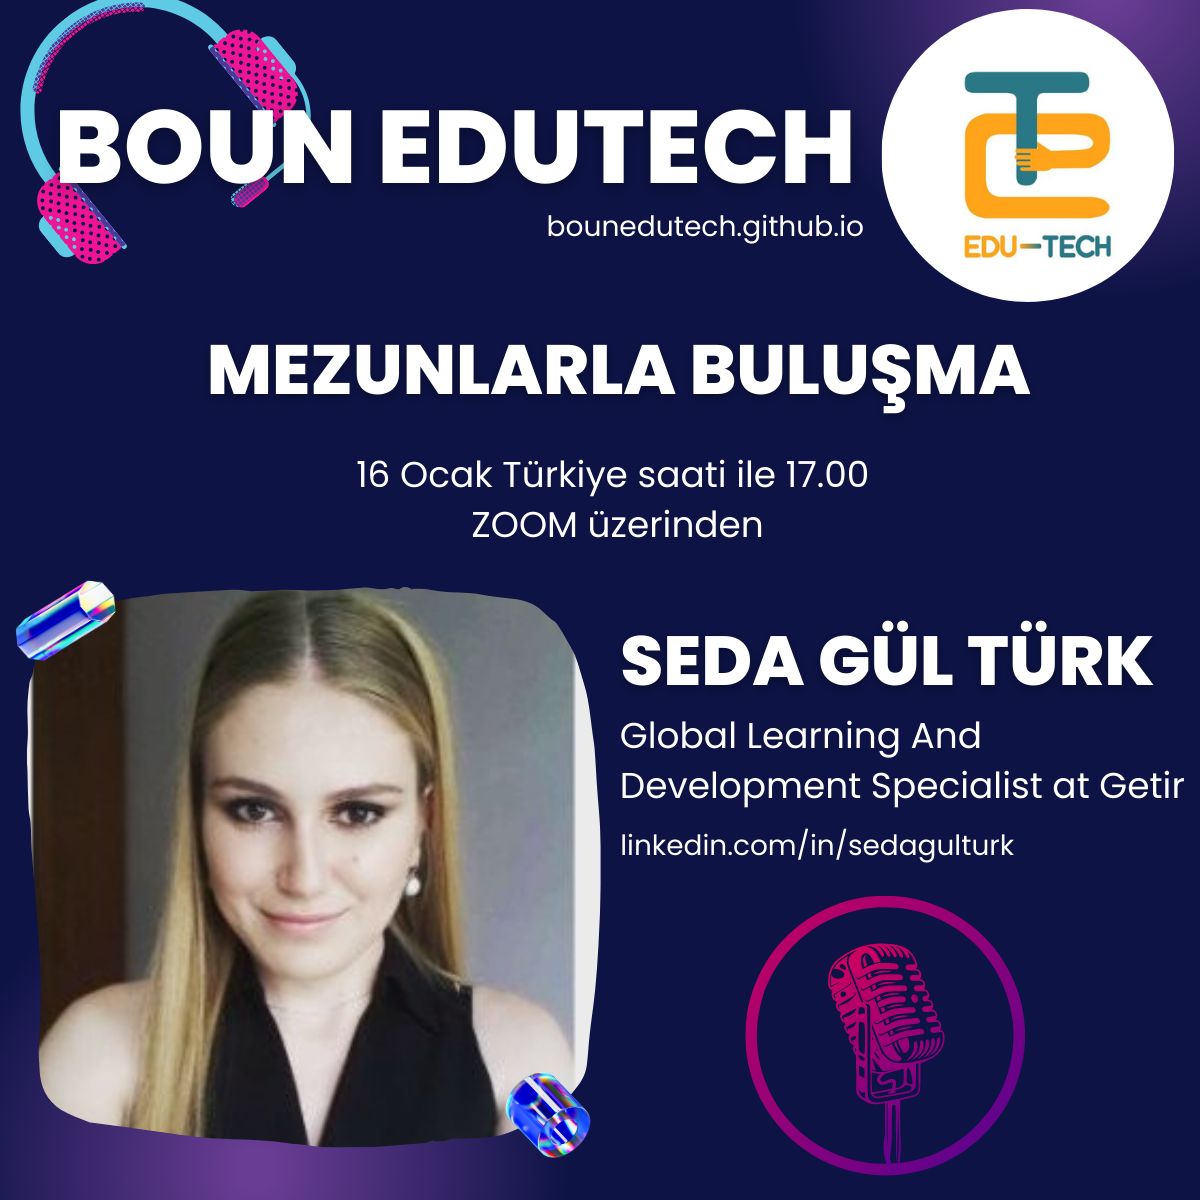 BOUN EDUTECH
bounedutech.github.io
EDU-TECH
MEZUNLARLA BULUŞMA
16 Ocak Türkiye saati ile 17.00
ZOOM üzerinden
SEDA GÜL TÜRK
Global Learning And
Development Specialist at Getir
linkedin.com/in/sedagulturk